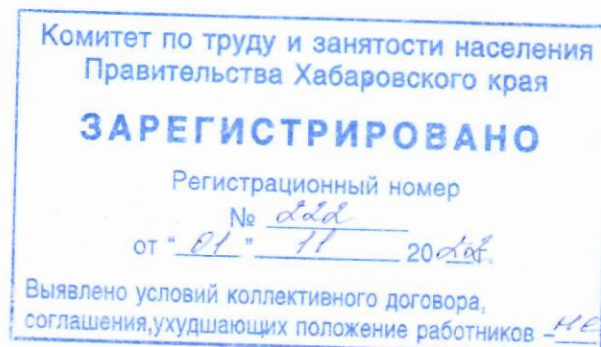 Комитет по труду и занятости населения
Правительства Хабаровского края
ЗАРЕГИСТРИРОВАНО
Регистрационный номер
№ 222
от "01" 11 2022г.
Выявлено условий коллективного договора,
соглашения,ухудшающих положение работников - не